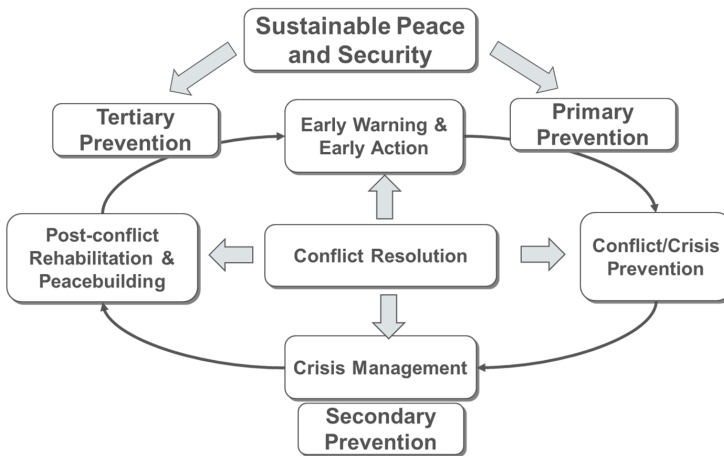 Sustainable Peace
and Security
Tertiary
Prevention
Early Warning &
Early Action
Primary
Prevention
Post-conflict
Rehabilitation &
Peacebuilding
Conflict Resolution
Conflict/Crisis
Prevention
Crisis Management
Secondary
Prevention